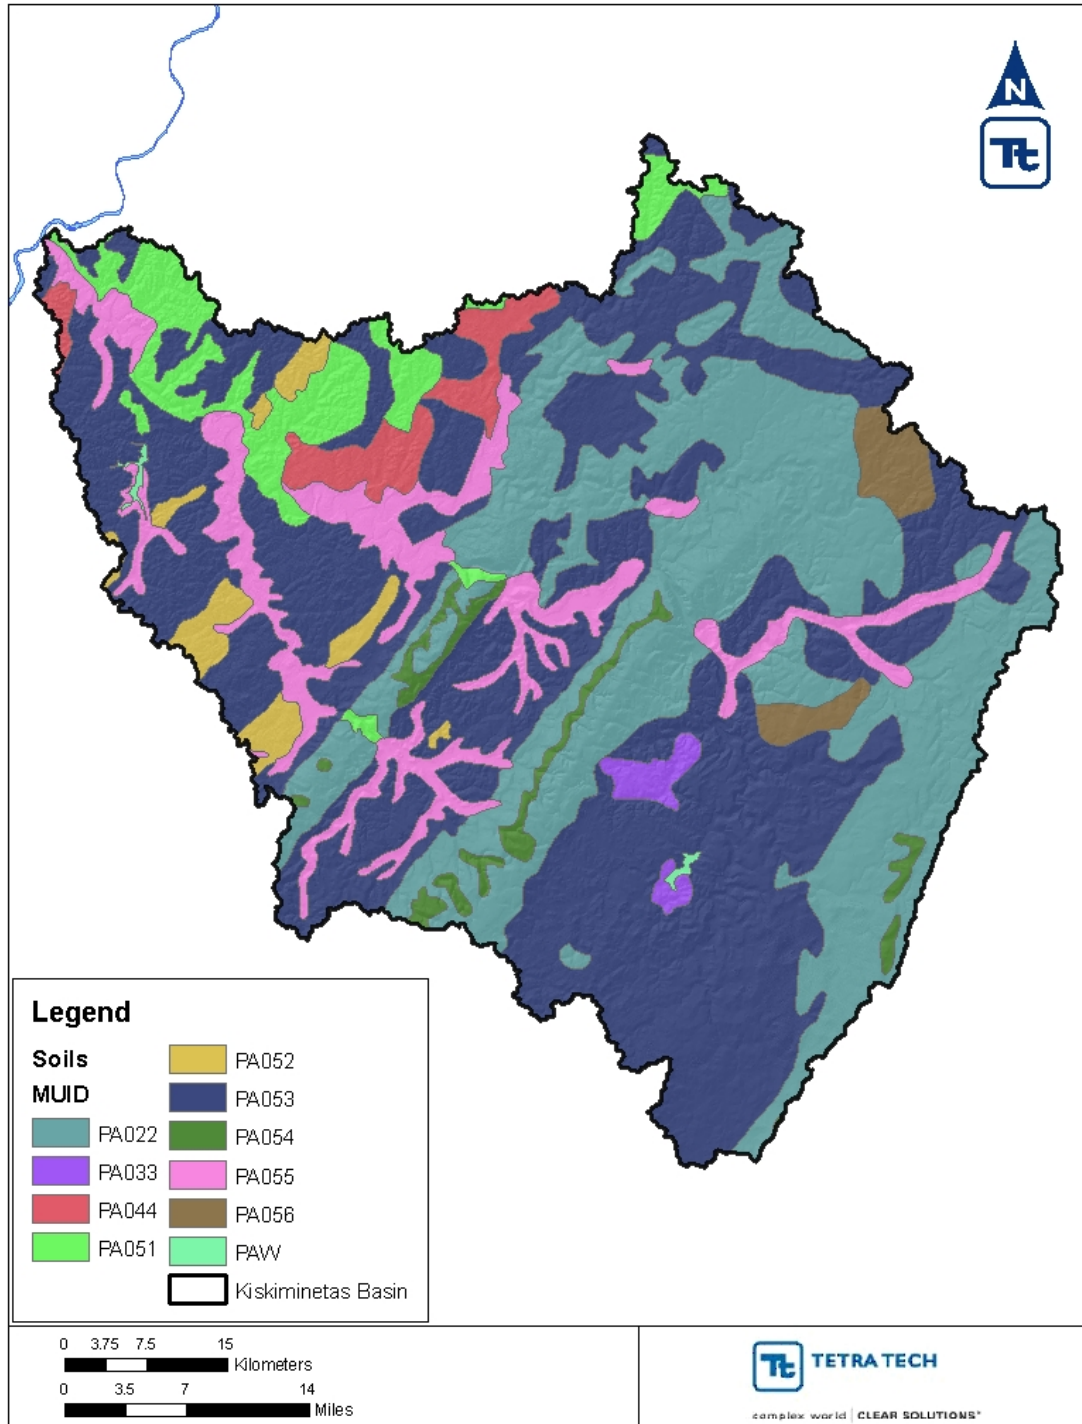 N
Tt
Legend
Soils
MUID
PA022
PA033
PA044
PA051
PA052
PA053
PA054
PA055
PA056
PAW
Kiskiminetas Basin
0 3.75 7.5 15
Kilometers
0 3.5 7 14
Miles
Tt TETRA TECH
complex world | CLEAR SOLUTIONS™